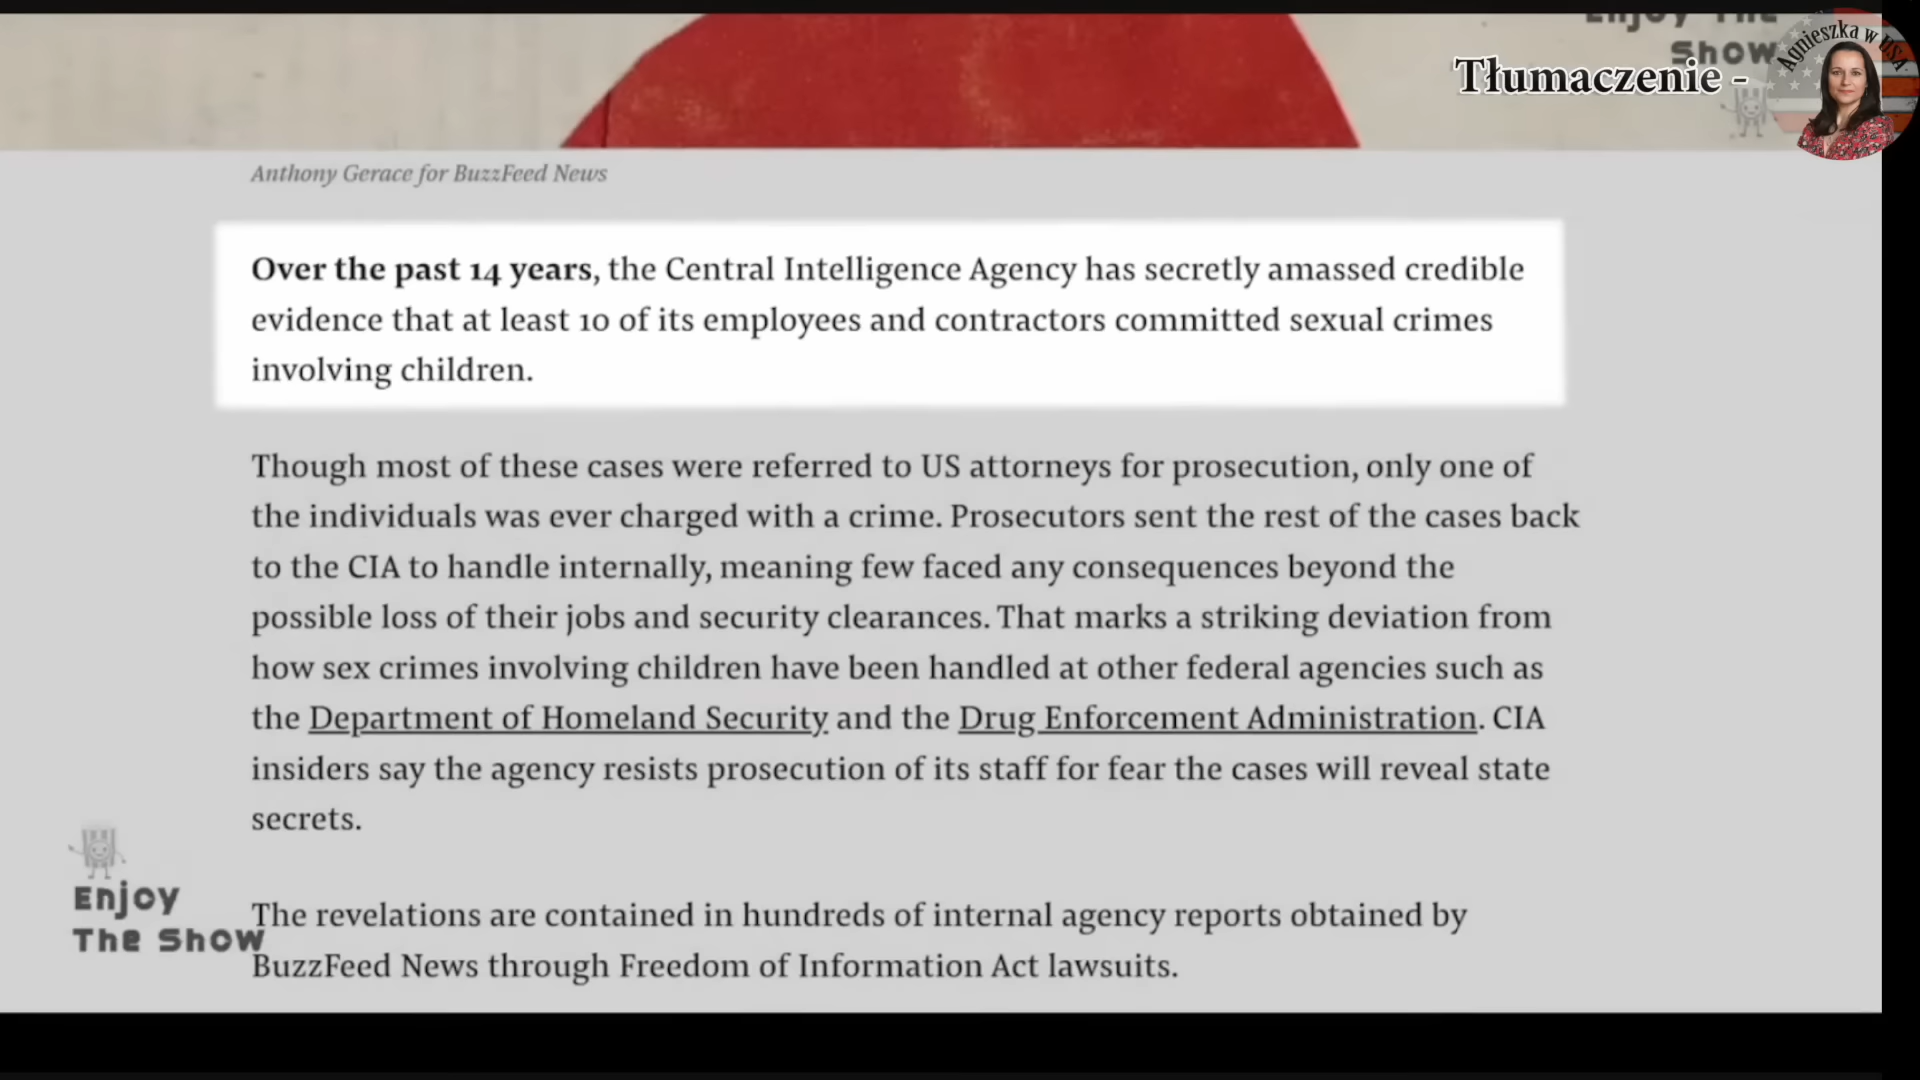 Enjoy The
Show
Agnieszka w USA
Tłumaczenie -
Anthony Gerace for BuzzFeed News
Over the past 14 years, the Central Intelligence Agency has secretly amassed credible
evidence that at least 10 of its employees and contractors committed sexual crimes
involving children.
Though most of these cases were referred to US attorneys for prosecution, only one of
the individuals was ever charged with a crime. Prosecutors sent the rest of the cases back
to the CIA to handle internally, meaning few faced any consequences beyond the
possible loss of their jobs and security clearances. That marks a striking deviation from
how sex crimes involving children have been handled at other federal agencies such as
the Department of Homeland Security and the Drug Enforcement Administration. CIA
insiders say the agency resists prosecution of its staff for fear the cases will reveal state
secrets.
Enjoy
The Show
The revelations are contained in hundreds of internal agency reports obtained by
BuzzFeed News through Freedom of Information Act lawsuits.